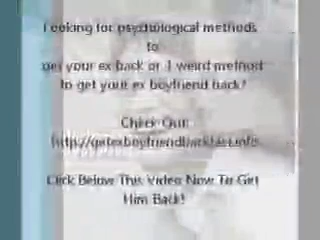 Looking for psychological methods
to
get your ex back or 1 weird method
to get your ex boyfriend back?
Check Out:
Click Below This Video Now To Get
Him Back!